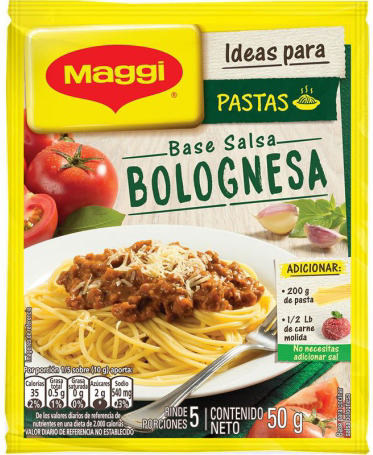 Maggi
®
Ideas para
PASTAS
Base Salsa
BOLOGNESA
ADICIONAR:
• 200 g
de pasta
• 1/2 Lb
de carne
molida
No necesitas
adicionar sal
Por porción 1/5 sobre (10 g) aporta:
Calorías
35
2%
Grasa
total
0.5 g
1%
Grasa
saturada
0 g
0%
Azúcares
2 g
2%
Sodio
540 mg
23%
De los valores diarios de referencia de
nutrientes en una dieta de 2.000 calorías
VALOR DIARIO DE REFERENCIA NO ESTABLECIDO
RINDE
PORCIONES 5
CONTENIDO
NETO 50 g